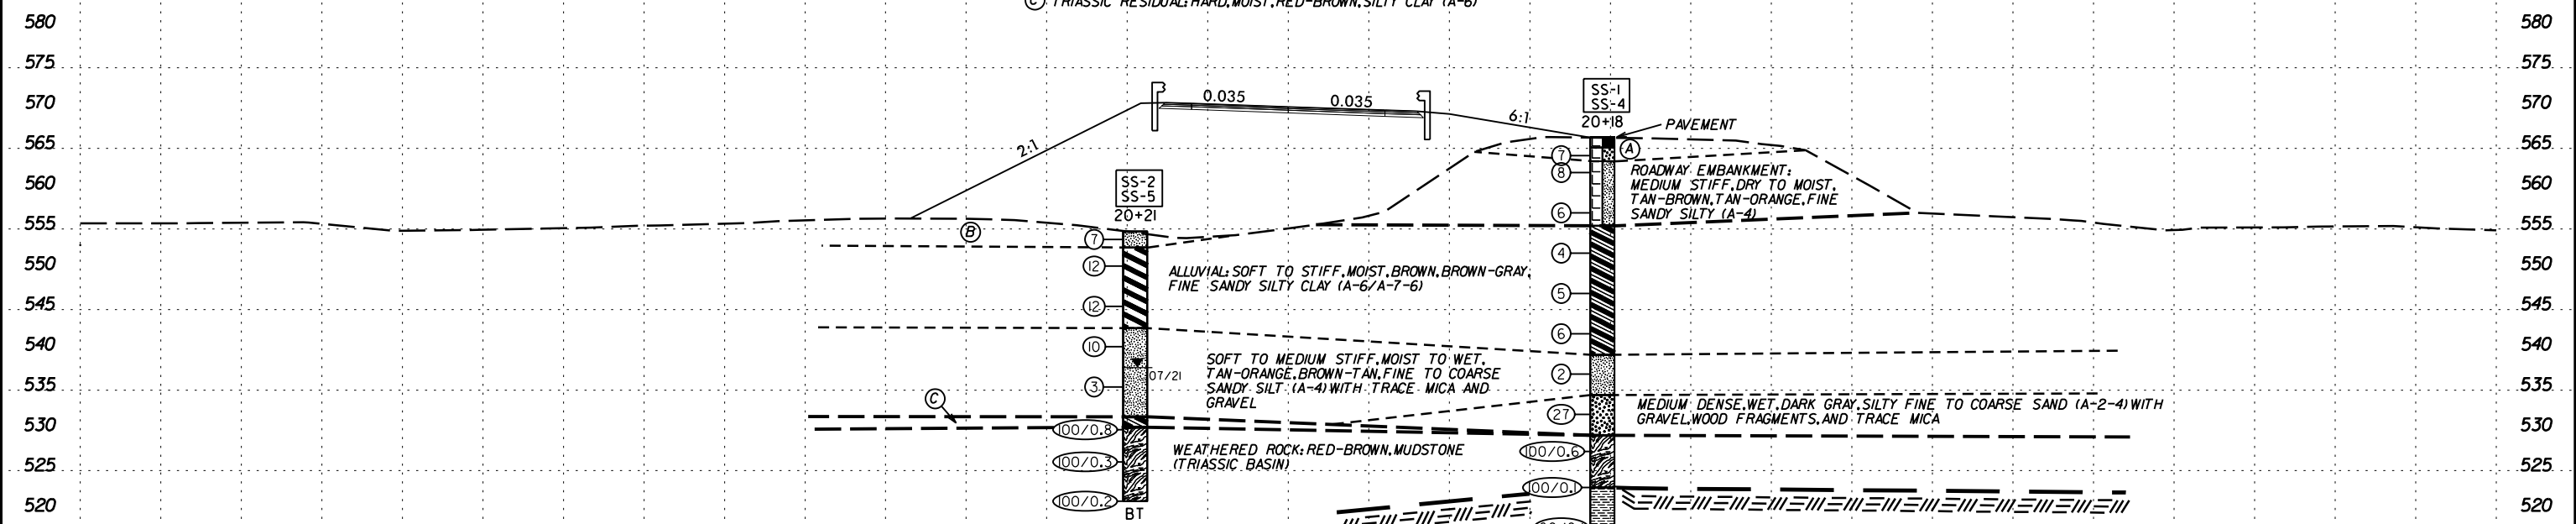 Ⓒ TRIASSIC RESIDUAL: HARD, MOIST, RED-BROWN, SILTY CLAY (A-6)
580 580
575 575
570 0.035 0.035 SS-1 570
SS-4
6:1 20+18 PAVEMENT
565 2:1 7 A 565
8 ROADWAY EMBANKMENT:
560 SS-2 MEDIUM STIFF, DRY TO MOIST, 560
SS-5 TAN-BROWN, TAN-ORANGE, FINE
20+21 6 SANDY SILTY (A-4)
555 B 555
7
4
550 12 ALLUVIAL: SOFT TO STIFF, MOIST, BROWN, BROWN-GRAY, 550
FINE SANDY SILTY CLAY (A-6/A-7-6)
5
545 12 545
6
540 10 540
SOFT TO MEDIUM STIFF, MOIST TO WET,
07/21 TAN-ORANGE, BROWN-TAN, FINE TO COARSE 2
535 3 SANDY SILT (A-4) WITH TRACE MICA AND 535
C GRAVEL
27 MEDIUM DENSE, WET, DARK GRAY, SILTY FINE TO COARSE SAND (A-2-4) WITH
GRAVEL, WOOD FRAGMENTS, AND TRACE MICA
530 100/0.8 530
WEATHERED ROCK: RED-BROWN, MUDSTONE 100/0.6
525 100/0.3 (TRIASSIC BASIN) 525
100/0.1
520 100/0.2 520
BT